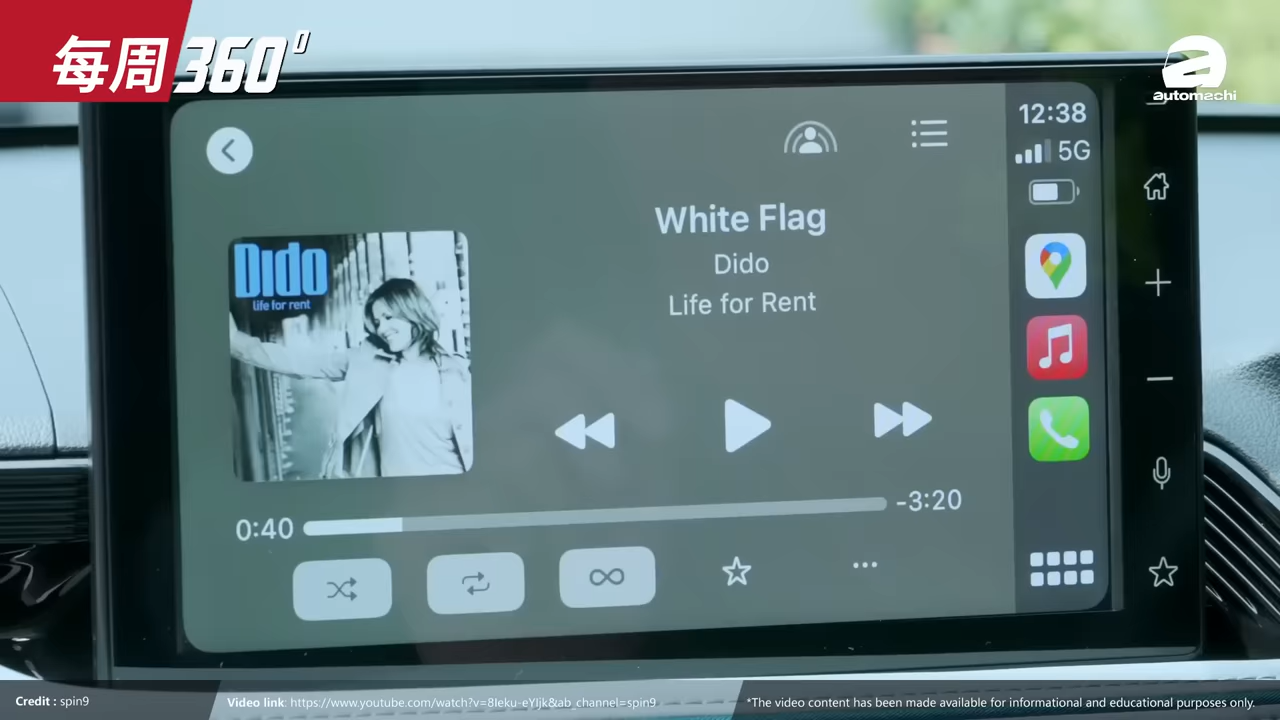 每周360°
automachi
12:38
5G
White Flag
Dido
Life for Rent
Dido
life for rent
0:40
-3:20
Credit : spin9
Video link: https://www.youtube.com/watch?v=8Ieku-eYIjk&ab_channel=spin9
*The video content has been made available for informational and educational purposes only.